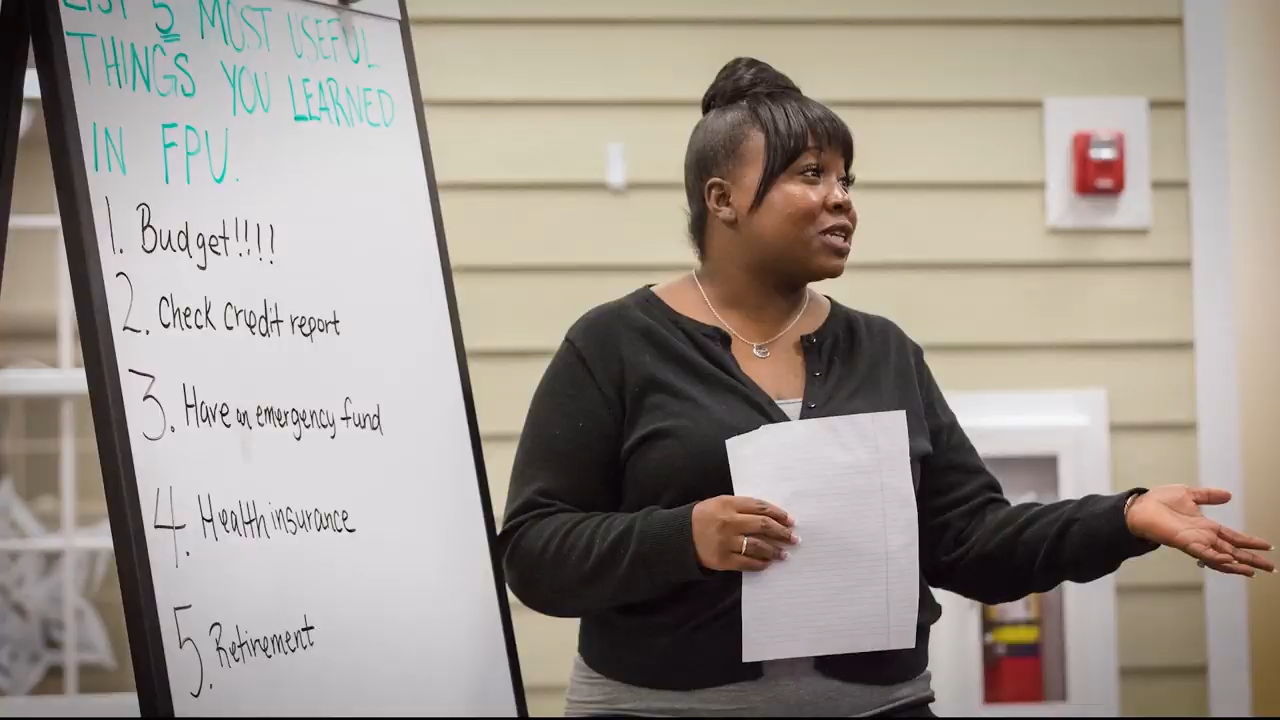 LIST 5 MOST USEFUL
THINGS YOU LEARNED
IN FPU.
1. Budget!!!!
2. Check credit report
3. Have an emergency fund
4. Health insurance
5. Retirement